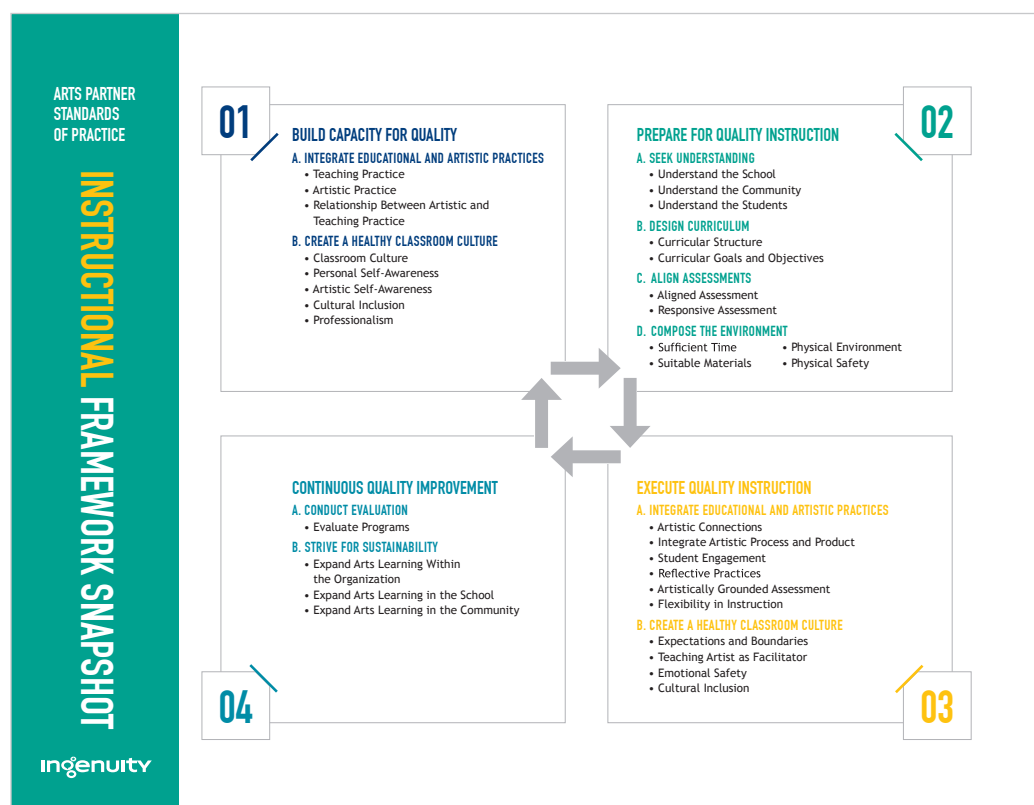 ARTS PARTNER
STANDARDS
OF PRACTICE
INSTRUCTIONAL FRAMEWORK SNAPSHOT
ingenuity
01
BUILD CAPACITY FOR QUALITY
A. INTEGRATE EDUCATIONAL AND ARTISTIC PRACTICES
• Teaching Practice
• Artistic Practice
• Relationship Between Artistic and
Teaching Practice
B. CREATE A HEALTHY CLASSROOM CULTURE
• Classroom Culture
• Personal Self-Awareness
• Artistic Self-Awareness
• Cultural Inclusion
• Professionalism
02
PREPARE FOR QUALITY INSTRUCTION
A. SEEK UNDERSTANDING
• Understand the School
• Understand the Community
• Understand the Students
B. DESIGN CURRICULUM
• Curricular Structure
• Curricular Goals and Objectives
C. ALIGN ASSESSMENTS
• Aligned Assessment
• Responsive Assessment
D. COMPOSE THE ENVIRONMENT
• Sufficient Time • Physical Environment
• Suitable Materials • Physical Safety
EXECUTE QUALITY INSTRUCTION
A. INTEGRATE EDUCATIONAL AND ARTISTIC PRACTICES
• Artistic Connections
• Integrate Artistic Process and Product
• Student Engagement
• Reflective Practices
• Artistically Grounded Assessment
• Flexibility in Instruction
B. CREATE A HEALTHY CLASSROOM CULTURE
• Expectations and Boundaries
• Teaching Artist as Facilitator
• Emotional Safety
• Cultural Inclusion
03
CONTINUOUS QUALITY IMPROVEMENT
A. CONDUCT EVALUATION
• Evaluate Programs
B. STRIVE FOR SUSTAINABILITY
• Expand Arts Learning Within
the Organization
• Expand Arts Learning in the School
• Expand Arts Learning in the Community
04